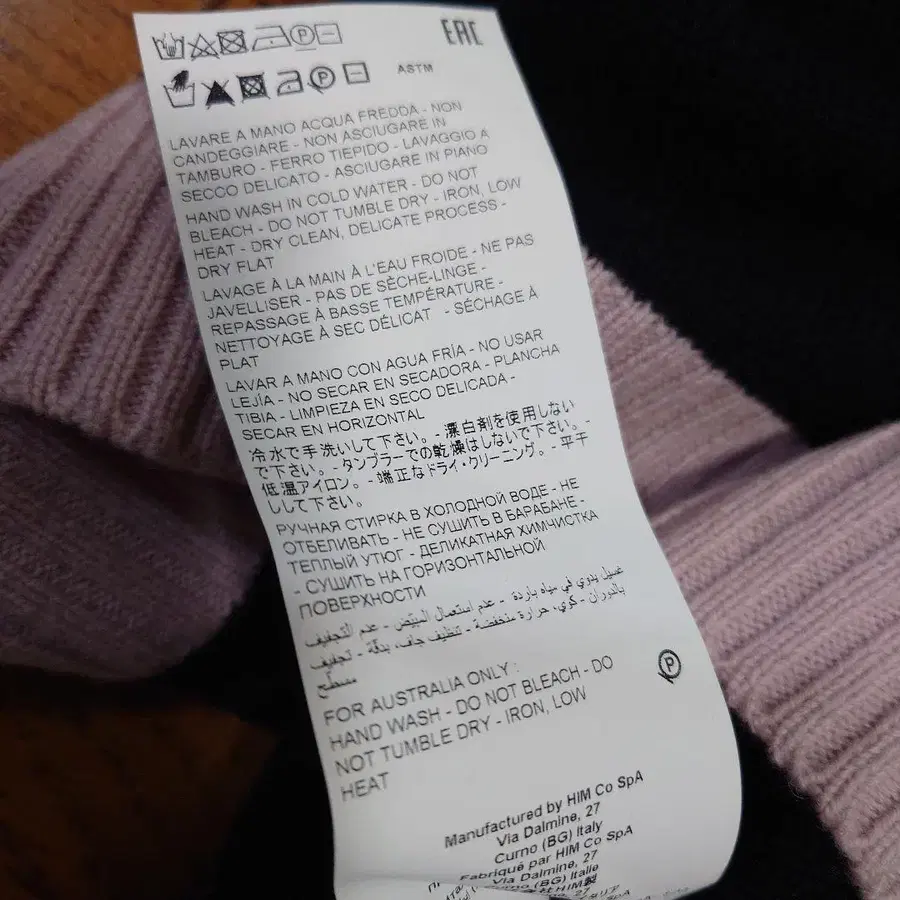 EAC
P
P
ASTM
LAVARE A MANO ACQUA FREDDA - NON
CANDEGGIARE - NON ASCIUGARE IN
TAMBURO - FERRO TIEPIDO - LAVAGGIO A
SECCO DELICATO - ASCIUGARE IN PIANO
HAND WASH IN COLD WATER - DO NOT
BLEACH - DO NOT TUMBLE DRY - IRON, LOW
HEAT - DRY CLEAN, DELICATE PROCESS -
DRY FLAT
LAVAGE À LA MAIN À L'EAU FROIDE - NE PAS
JAVELLISER - PAS DE SÈCHE-LINGE -
REPASSAGE À BASSE TEMPÉRATURE -
NETTOYAGE À SEC DÉLICAT - SÉCHAGE À
PLAT
LAVAR A MANO CON AGUA FRÍA - NO USAR
LEJÍA - NO SECAR EN SECADORA - PLANCHA
TIBIA - LIMPIEZA EN SECO DELICADA -
SECAR EN HORIZONTAL
冷水で手洗いして下さい。- 漂白剤を使用しない
で下さい。- タンブラーでの乾燥はしないで下さい。-
低温アイロン。- 端正なドライ・クリーニング。- 平干
しして下さい。
РУЧНАЯ СТИРКА В ХОЛОДНОЙ ВОДЕ - НЕ
ОТБЕЛИВАТЬ - НЕ СУШИТЬ В БАРАБАНЕ -
ТЕПЛЫЙ УТЮГ - ДЕЛИКАТНАЯ ХИМЧИСТКА
- СУШИТЬ НА ГОРИЗОНТАЛЬНОЙ
ПОВЕРХНОСТИ
غسيل يدوي في مياه باردة - عدم استعمال المبيّض - عدم التجفيف
بالدوران - كوي، حرارة منخفضة - تنظيف جاف، بدقّة - تجفيف
مسطّح
FOR AUSTRALIA ONLY :
HAND WASH - DO NOT BLEACH - DO
NOT TUMBLE DRY - IRON, LOW
HEAT
P
Manufactured by HIM Co SpA
Via Dalmine, 27
Curno (BG) Italy
Fabriqué par HIM Co SpA
Via Dalmine, 27
Curno (BG) Italie
HIM製